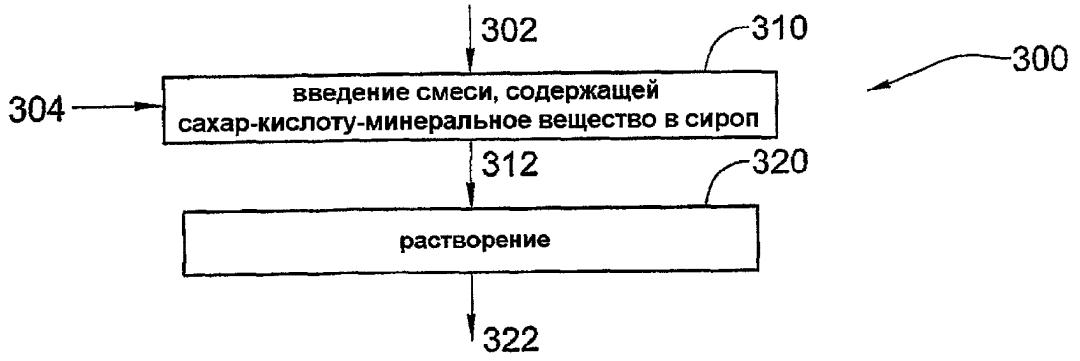 302
310
300
304
введение смеси, содержащей
сахар-кислоту-минеральное вещество в сироп
312
320
растворение
322